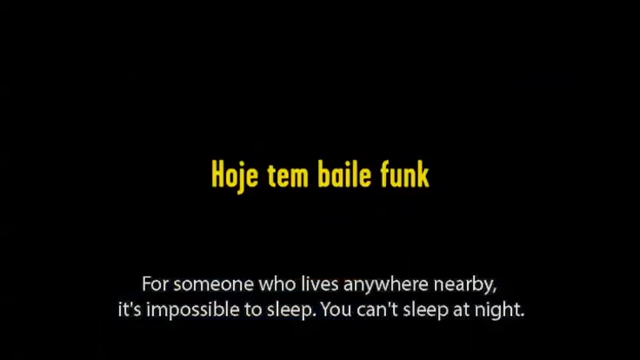 Hoje tem baile funk
For someone who lives anywhere nearby,
it's impossible to sleep. You can't sleep at night.